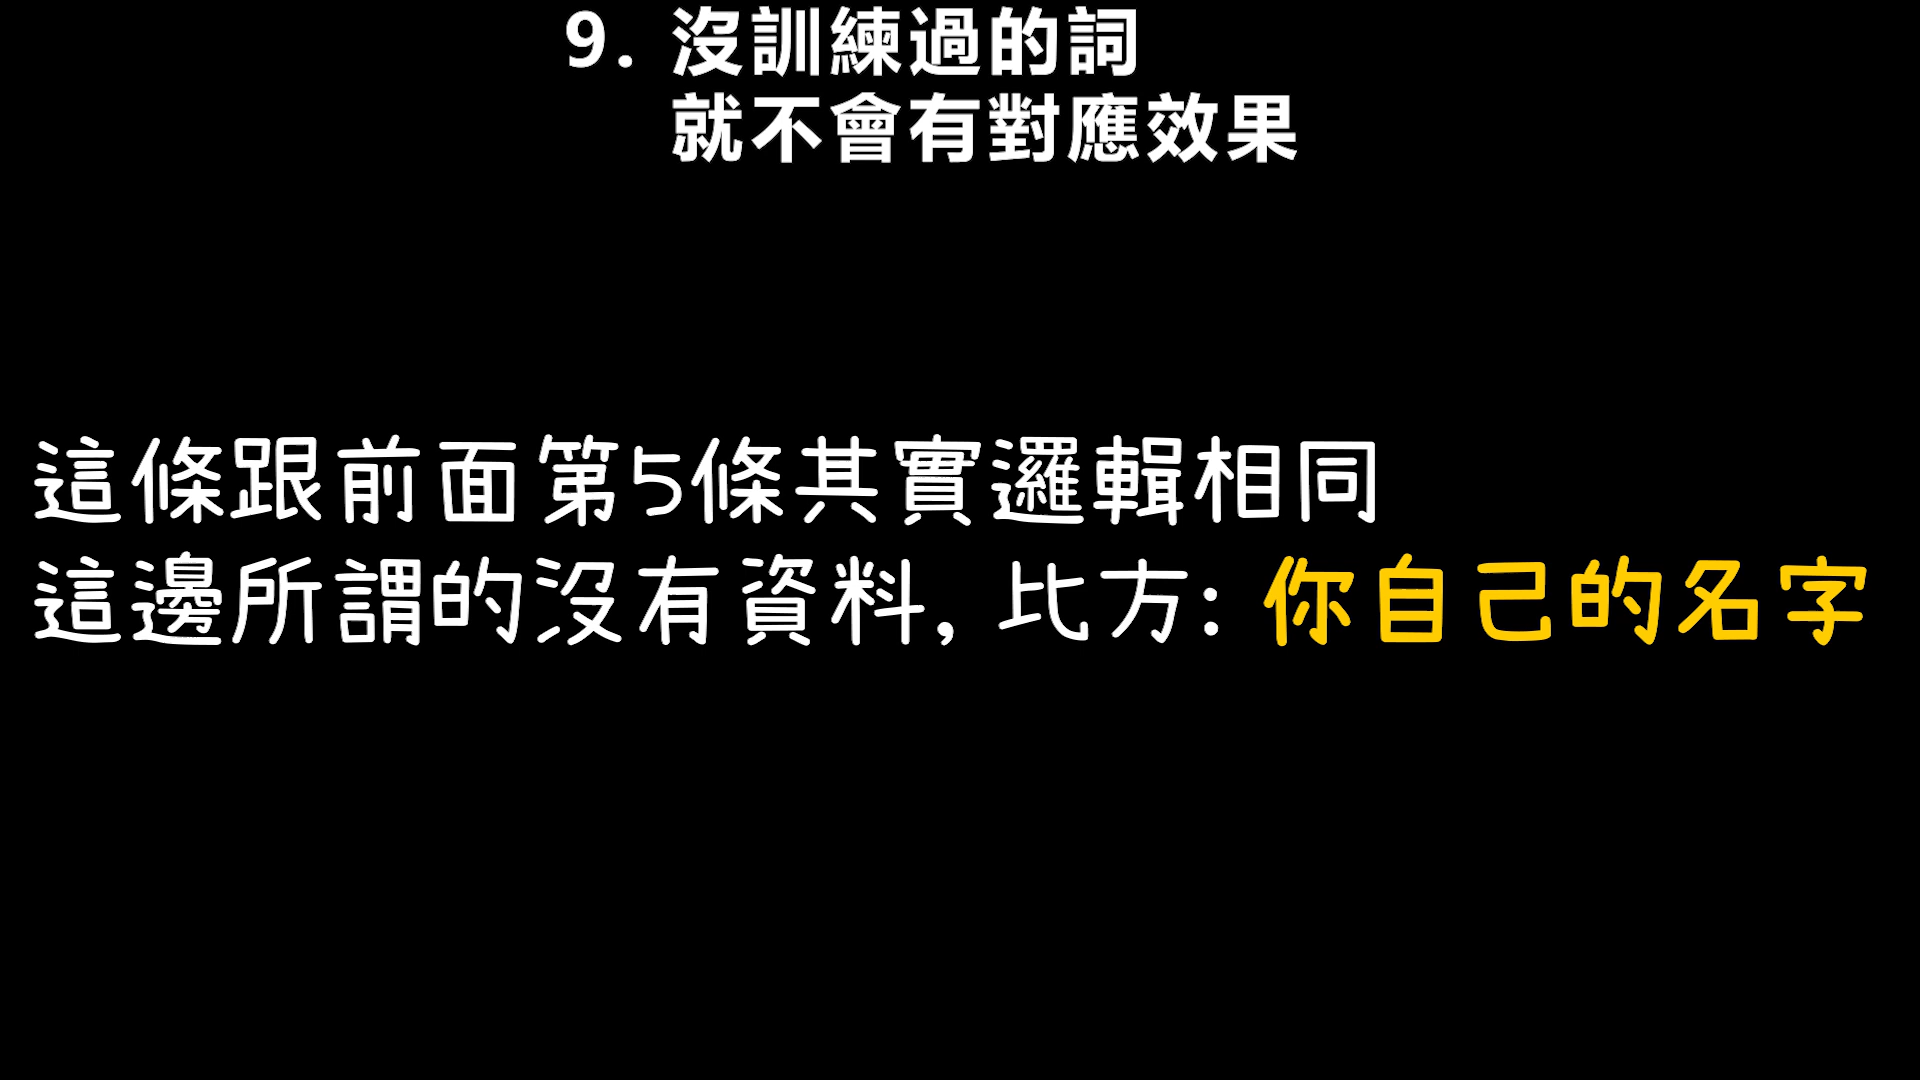 9. 沒訓練過的詞
就不會有對應效果
這條跟前面第5條其實邏輯相同
這邊所謂的沒有資料, 比方: 你自己的名字